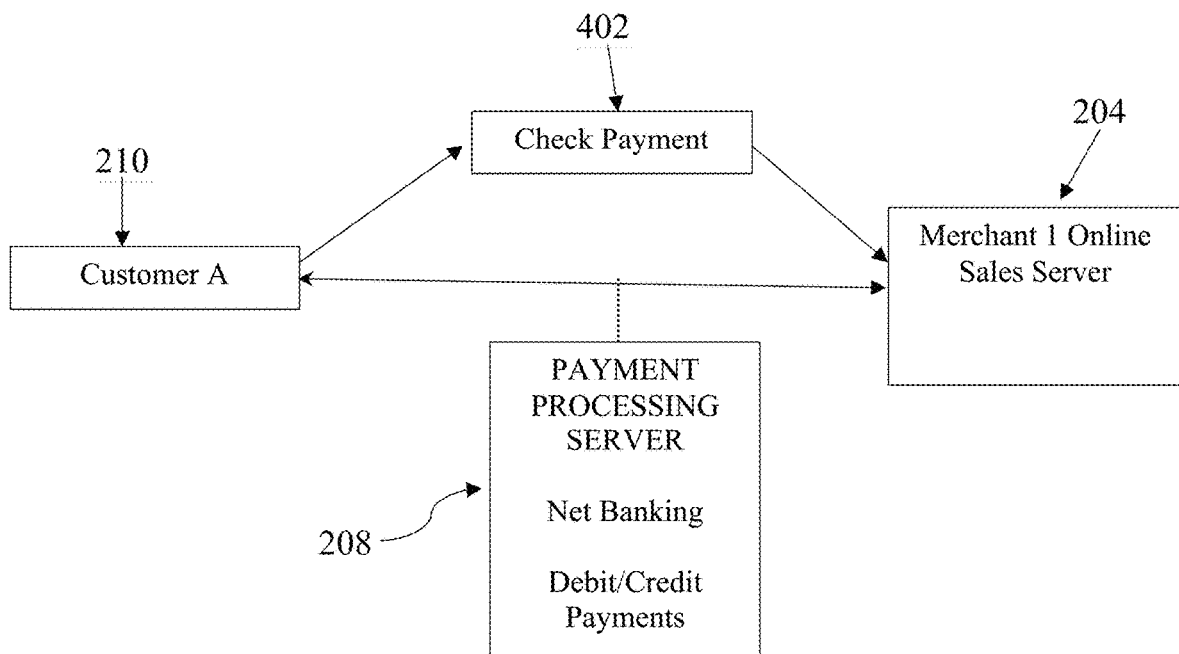 402
Check Payment
204
210
Merchant 1 Online
Sales Server
Customer A
PAYMENT
PROCESSING
SERVER
Net Banking
208
Debit/Credit
Payments